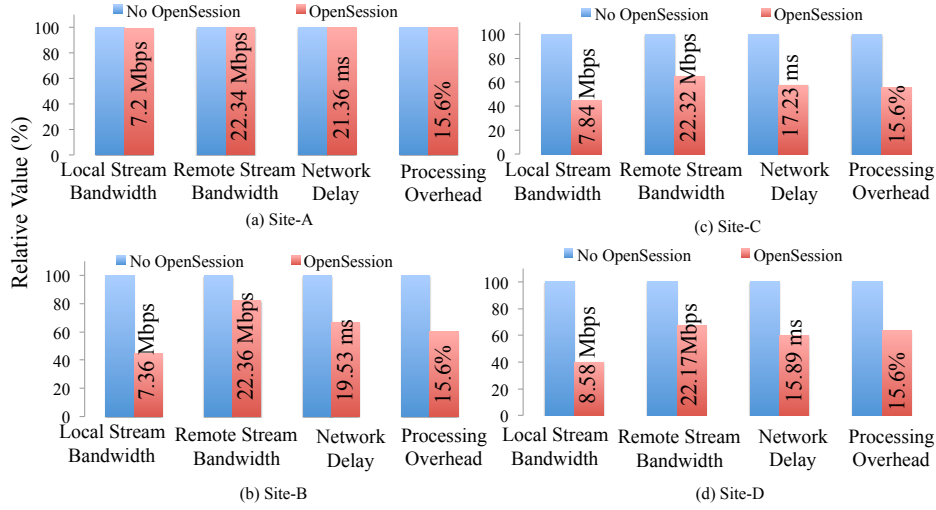 Relative Value (%)
No OpenSession
OpenSession
100
80
60
40
20
0
7.2 Mbps
22.34 Mbps
21.36 ms
15.6%
Local Stream
Bandwidth
Remote Stream
Bandwidth
Network
Delay
Processing
Overhead
(a) Site-A
No OpenSession
OpenSession
100
80
60
40
20
0
7.84 Mbps
22.32 Mbps
17.23 ms
15.6%
Local Stream
Bandwidth
Remote Stream
Bandwidth
Network
Delay
Processing
Overhead
(c) Site-C
No OpenSession
OpenSession
100
80
60
40
20
0
7.36 Mbps
22.36 Mbps
19.53 ms
15.6%
Local Stream
Bandwidth
Remote Stream
Bandwidth
Network
Delay
Processing
Overhead
(b) Site-B
No OpenSession
OpenSession
100
80
60
40
20
0
8.58 Mbps
22.17Mbps
15.89 ms
15.6%
Local Stream
Bandwidth
Remote Stream
Bandwidth
Network
Delay
Processing
Overhead
(d) Site-D